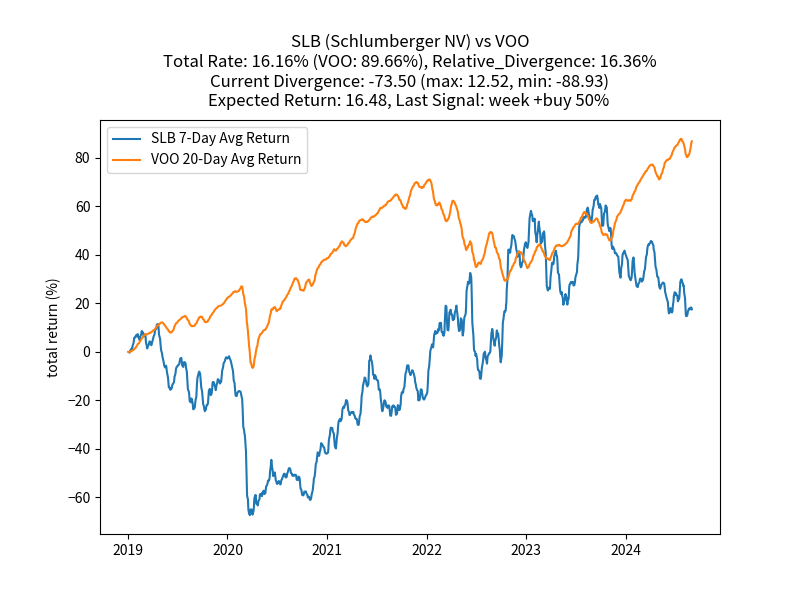 SLB (Schlumberger NV) vs VOO
Total Rate: 16.16% (VOO: 89.66%), Relative_Divergence: 16.36%
Current Divergence: -73.50 (max: 12.52, min: -88.93)
Expected Return: 16.48, Last Signal: week +buy 50%
SLB 7-Day Avg Return
VOO 20-Day Avg Return
total return (%)
80
60
40
20
0
−20
−40
−60
2019 2020 2021 2022 2023 2024